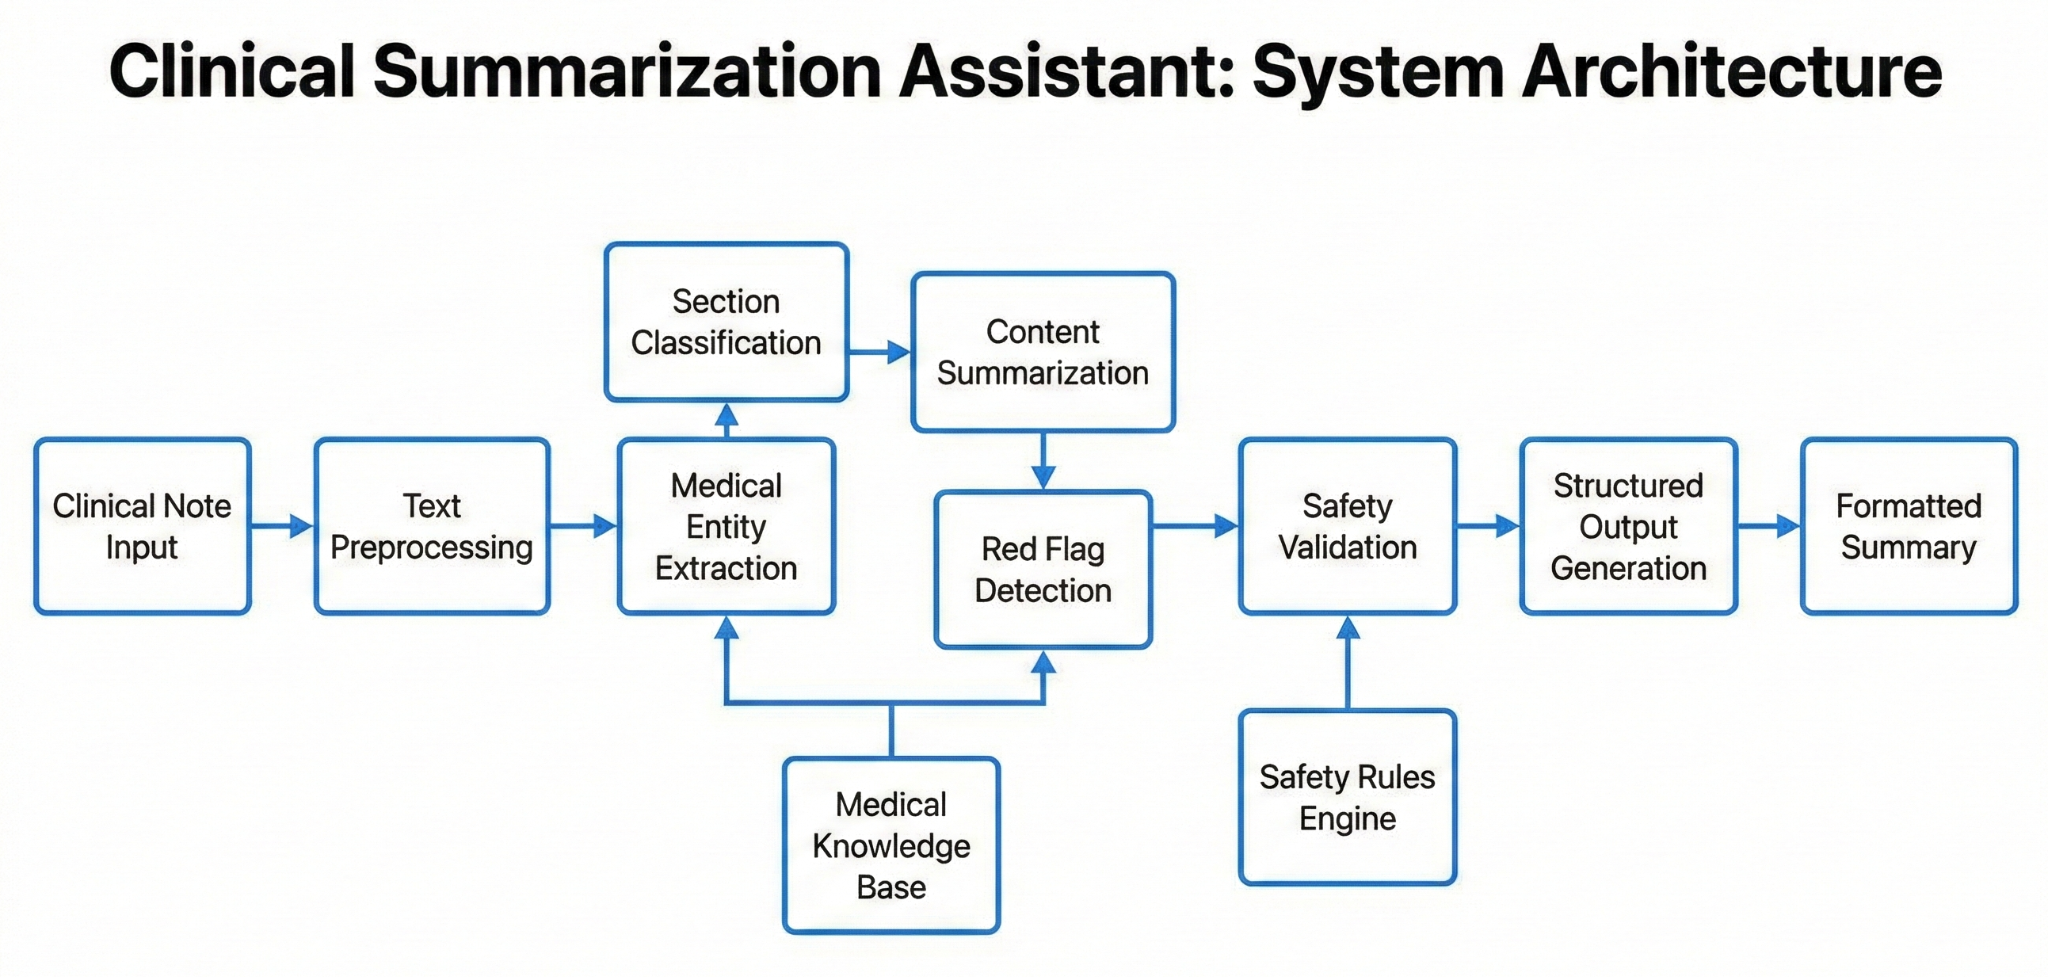 Clinical Summarization Assistant: System Architecture
Section
Classification
Content
Summarization
Clinical Note
Input
Text
Preprocessing
Medical
Entity
Extraction
Red Flag
Detection
Safety
Validation
Structured
Output
Generation
Formatted
Summary
Medical
Knowledge
Base
Safety Rules
Engine